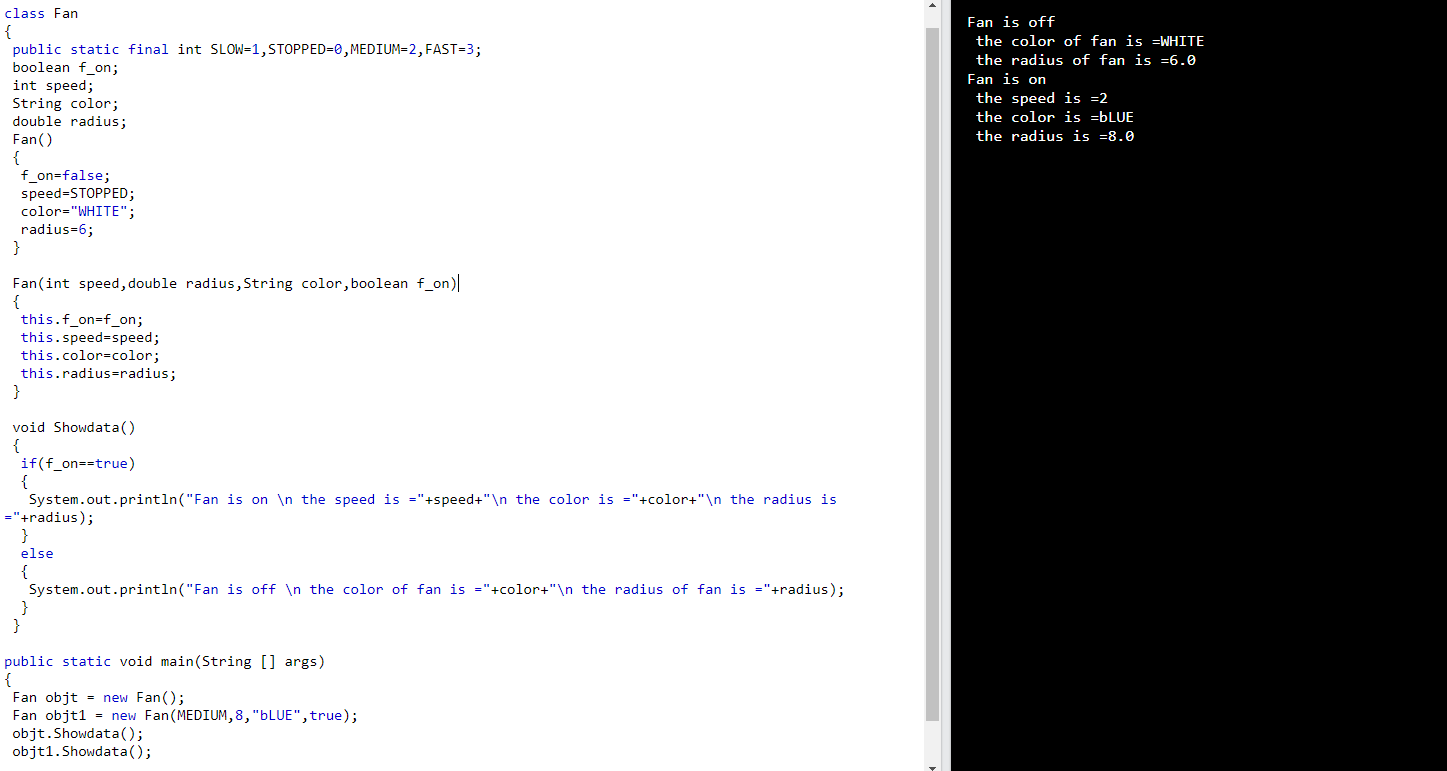 class Fan
{
 public static final int SLOW=1,STOPPED=0,MEDIUM=2,FAST=3;
 boolean f_on;
 int speed;
 String color;
 double radius;
 Fan()
 {
  f_on=false;
  speed=STOPPED;
  color="WHITE";
  radius=6;
 }
 Fan(int speed,double radius,String color,boolean f_on)
 {
  this.f_on=f_on;
  this.speed=speed;
  this.color=color;
  this.radius=radius;
 }
 void Showdata()
 {
  if(f_on==true)
  {
   System.out.println("Fan is on \n the speed is ="+speed+"\n the color is ="+color+"\n the radius is
="+radius);
  }
  else
  {
   System.out.println("Fan is off \n the color of fan is ="+color+"\n the radius of fan is ="+radius);
  }
 }
public static void main(String [] args)
{
 Fan objt = new Fan();
 Fan objt1 = new Fan(MEDIUM,8,"bLUE",true);
 objt.Showdata();
 objt1.Showdata();
Fan is off
 the color of fan is =WHITE
 the radius of fan is =6.0
Fan is on
 the speed is =2
 the color is =bLUE
 the radius is =8.0